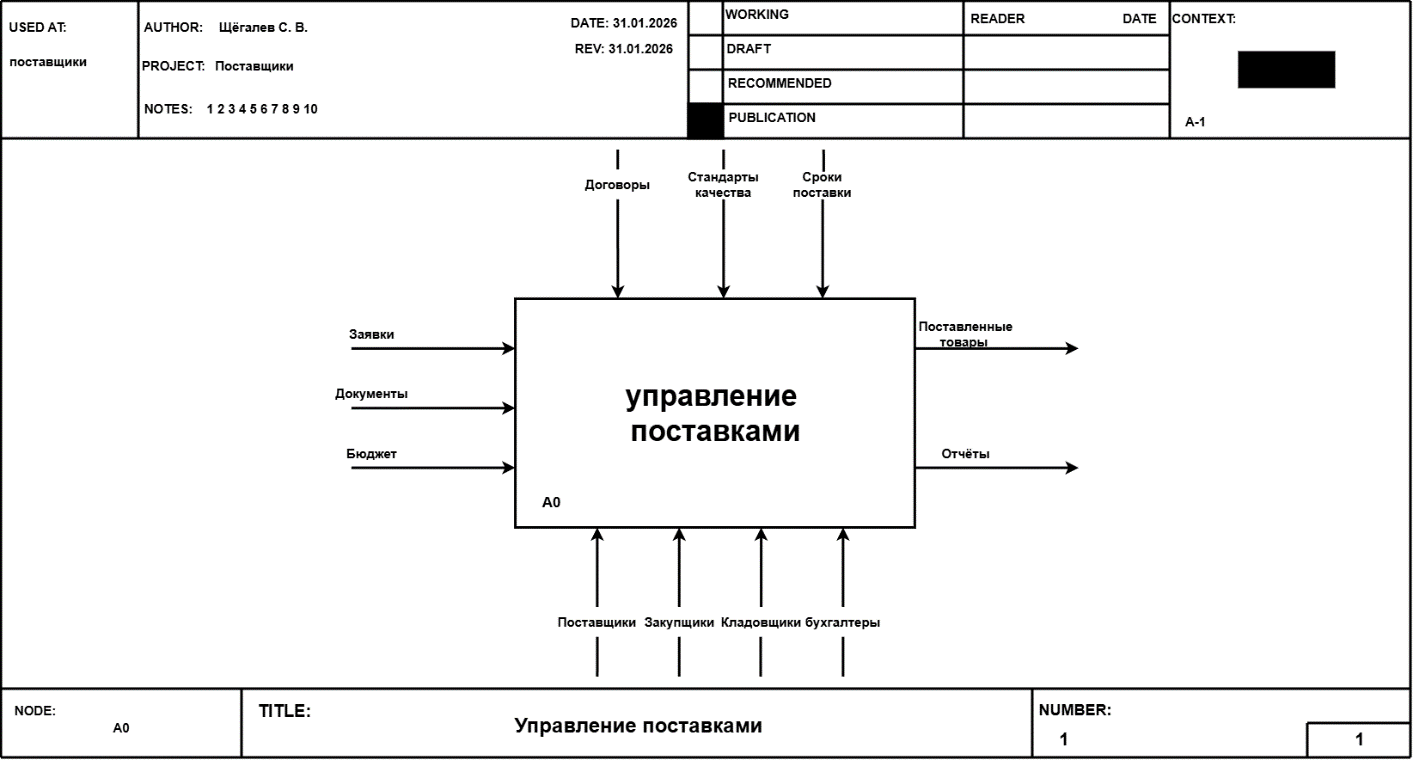 USED AT:
поставщики
AUTHOR: Щёгалев С. В.
DATE: 31.01.2026
REV: 31.01.2026
PROJECT: Поставщики
NOTES: 1 2 3 4 5 6 7 8 9 10
WORKING
DRAFT
RECOMMENDED
PUBLICATION
READER DATE
CONTEXT:
A-1
Договоры
Стандарты
качества
Сроки
поставки
Заявки
Документы
Бюджет
управление
поставками
A0
Поставленные
товары
Отчёты
Поставщики Закупщики Кладовщики бухгалтеры
NODE:
A0
TITLE:
Управление поставками
NUMBER:
1
1